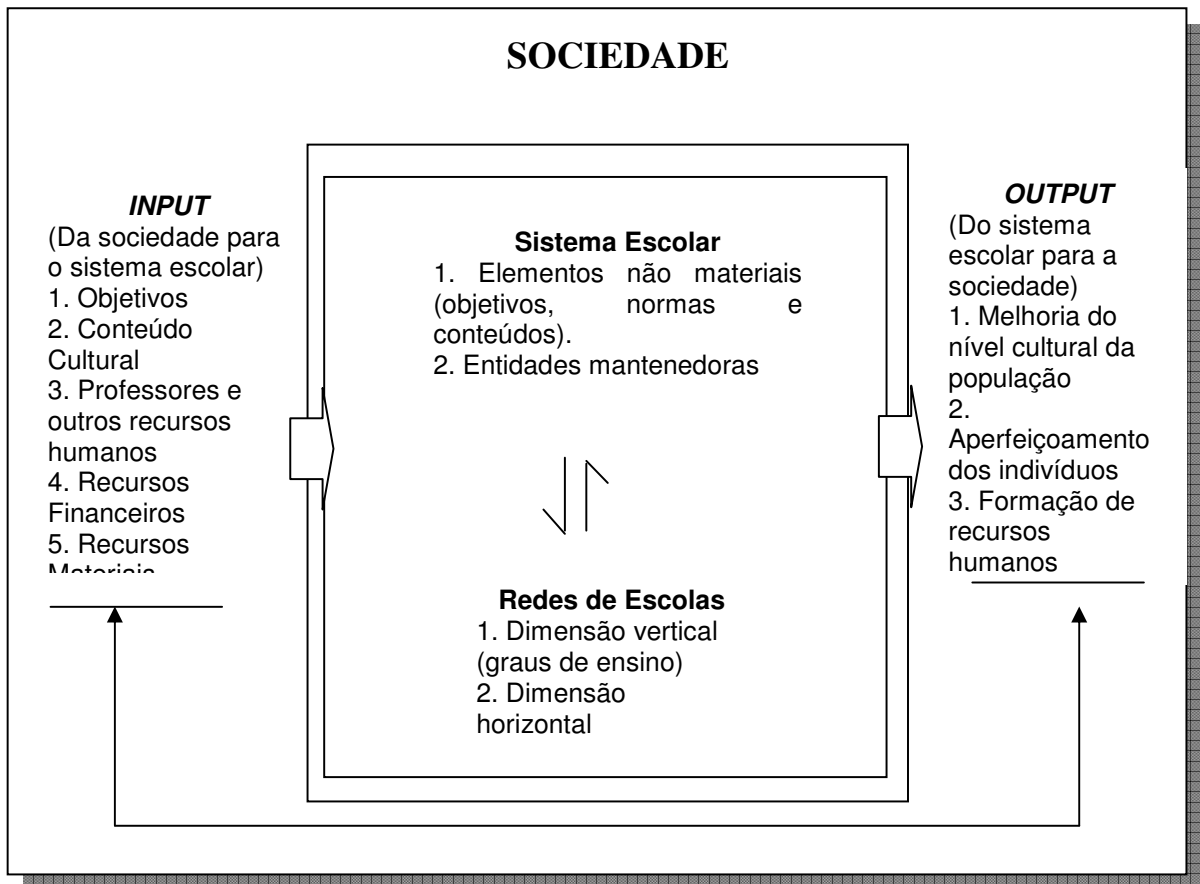 SOCIEDADE
INPUT
(Da sociedade para
o sistema escolar)
1. Objetivos
2. Conteúdo
Cultural
3. Professores e
outros recursos
humanos
4. Recursos
Financeiros
5. Recursos
Materiais
Sistema Escolar
1. Elementos não materiais
(objetivos, normas e
conteúdos).
2. Entidades mantenedoras
Redes de Escolas
1. Dimensão vertical
(graus de ensino)
2. Dimensão
horizontal
OUTPUT
(Do sistema
escolar para a
sociedade)
1. Melhoria do
nível cultural da
população
2.
Aperfeiçoamento
dos indivíduos
3. Formação de
recursos
humanos